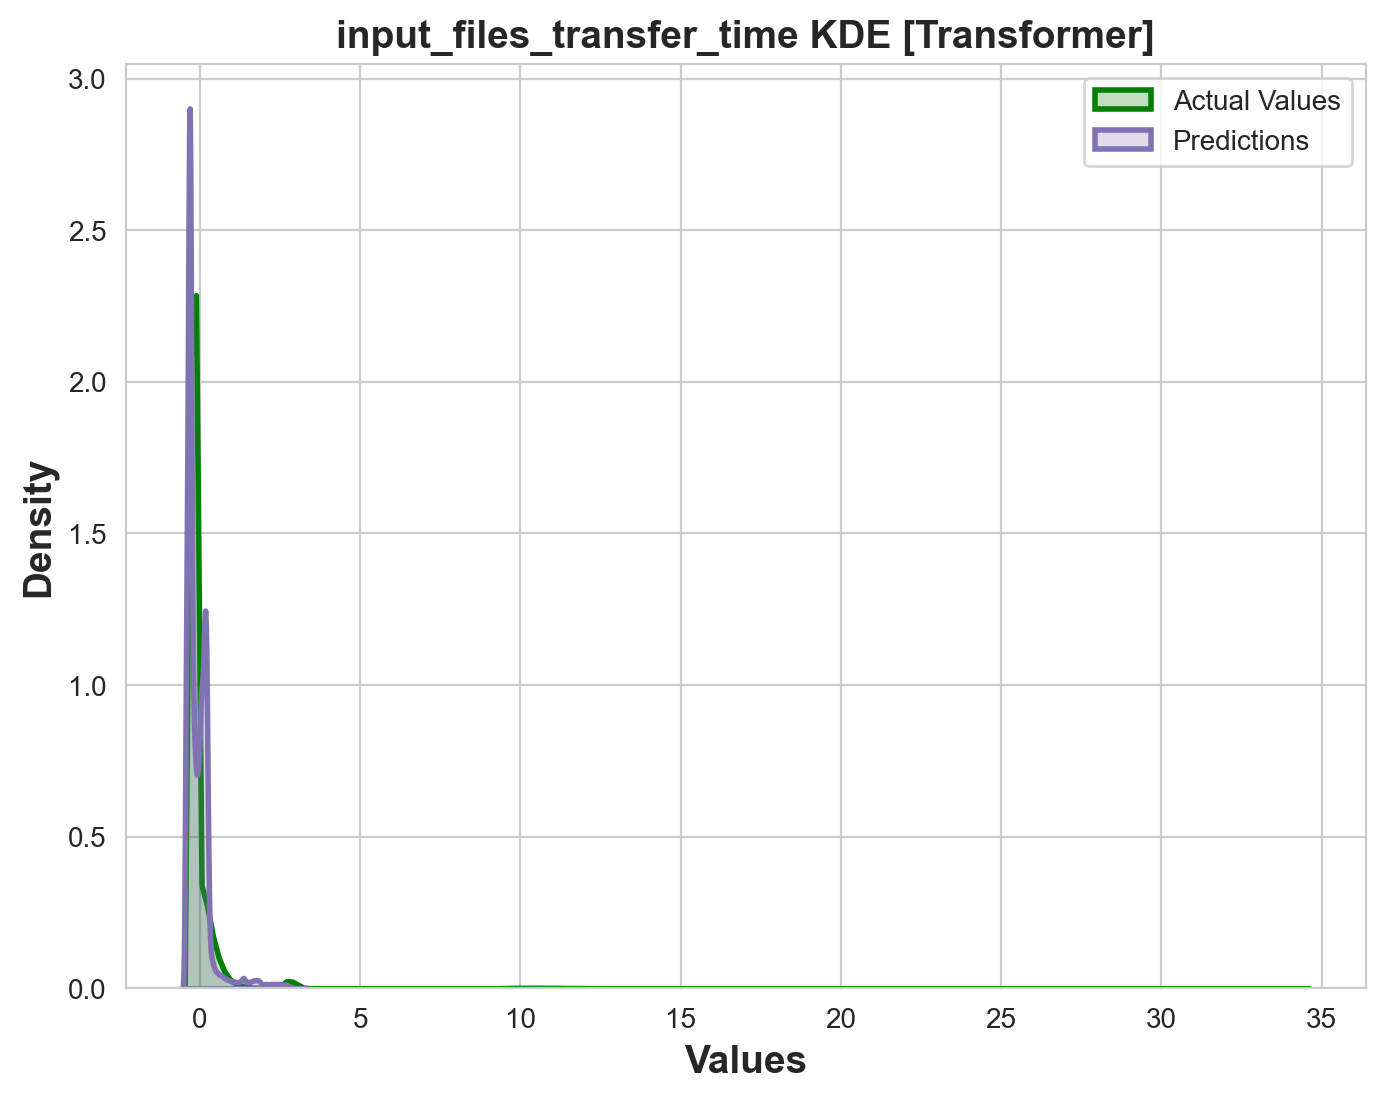 input_files_transfer_time KDE [Transformer]
Actual Values
Predictions
Density
3.0
2.5
2.0
1.5
1.0
0.5
0.0
0 5 10 15 20 25 30 35
Values